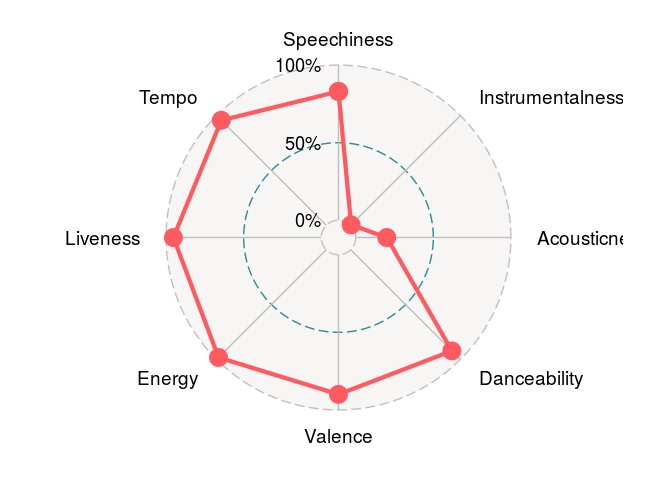 Speechiness
100%
Tempo
Instrumentalness
50%
0%
Liveness
Acousticne
Energy
Danceability
Valence